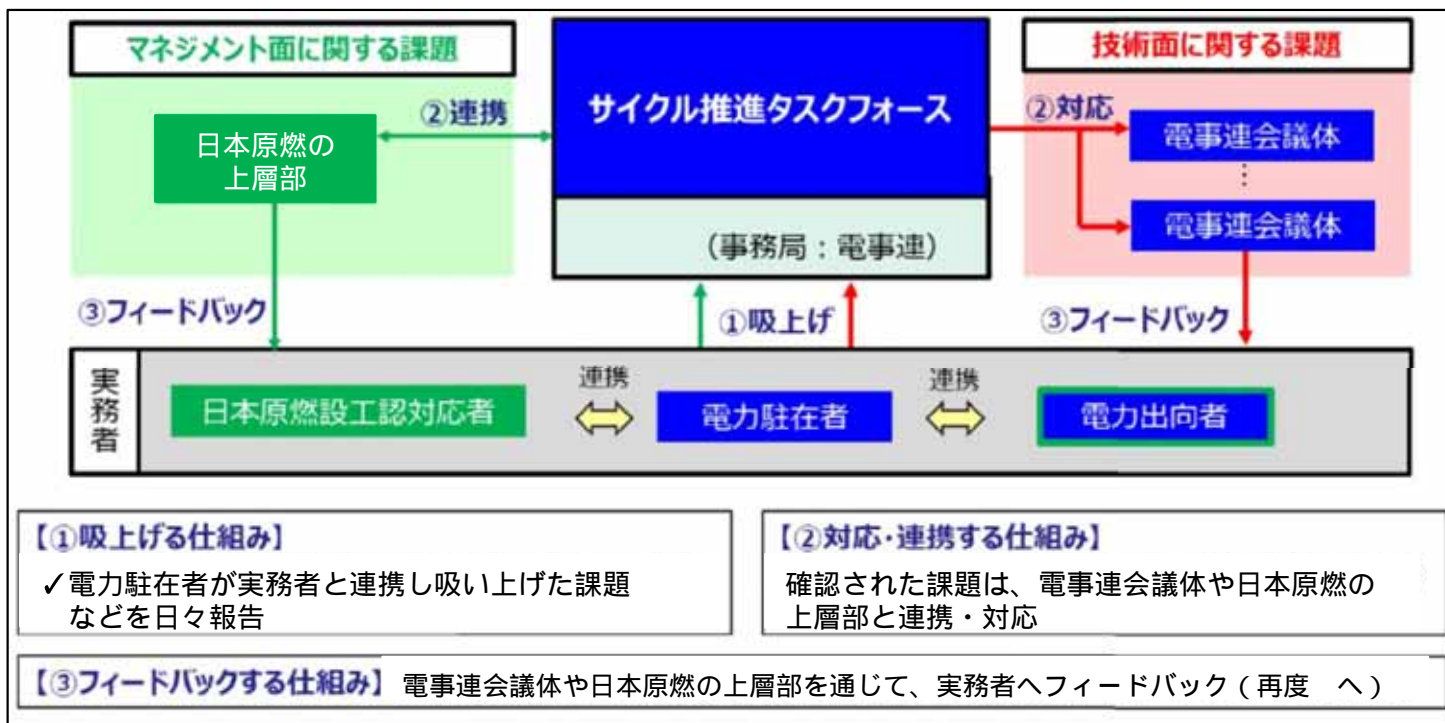 マネジメント面に関する課題
サイクル推進タスクフォース
技術面に関する課題
②連携
②対応
日本原燃の
上層部
電事連会議体
⋮
電事連会議体
（事務局：電事連）
③フィードバック
①吸上げ
③フィードバック
実務者
日本原燃設工認対応者
連携
電力駐在者
連携
電力出向者
【①吸上げる仕組み】
✓電力駐在者が実務者と連携し吸い上げた課題
などを日々報告
【②対応・連携する仕組み】
確認された課題は、電事連会議体や日本原燃の
上層部と連携・対応
【③フィードバックする仕組み】電事連会議体や日本原燃の上層部を通じて、実務者へフィードバック（再度　へ）